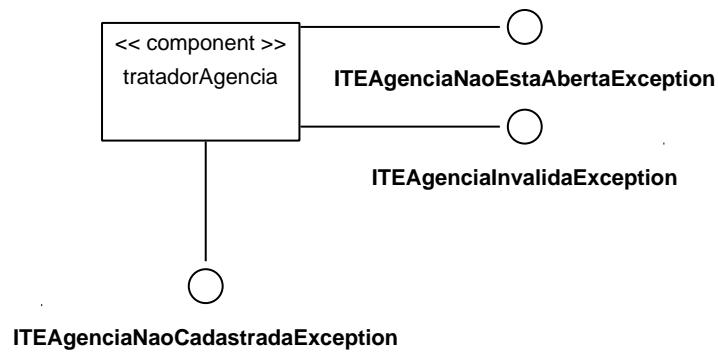 << component >>
tratadorAgencia
ITEAgenciaNaoEstaAbertaException
ITEAgenciaInvalidaException
ITEAgenciaNaoCadastradaException